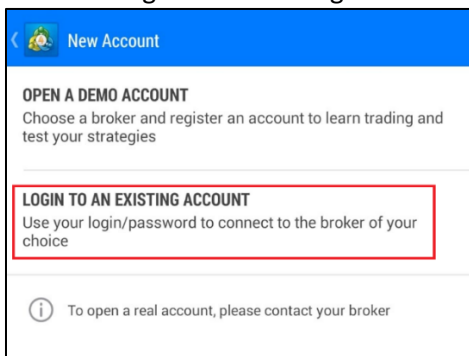 New Account
OPEN A DEMO ACCOUNT
Choose a broker and register an account to learn trading and
test your strategies
LOGIN TO AN EXISTING ACCOUNT
Use your login/password to connect to the broker of your
choice
To open a real account, please contact your broker